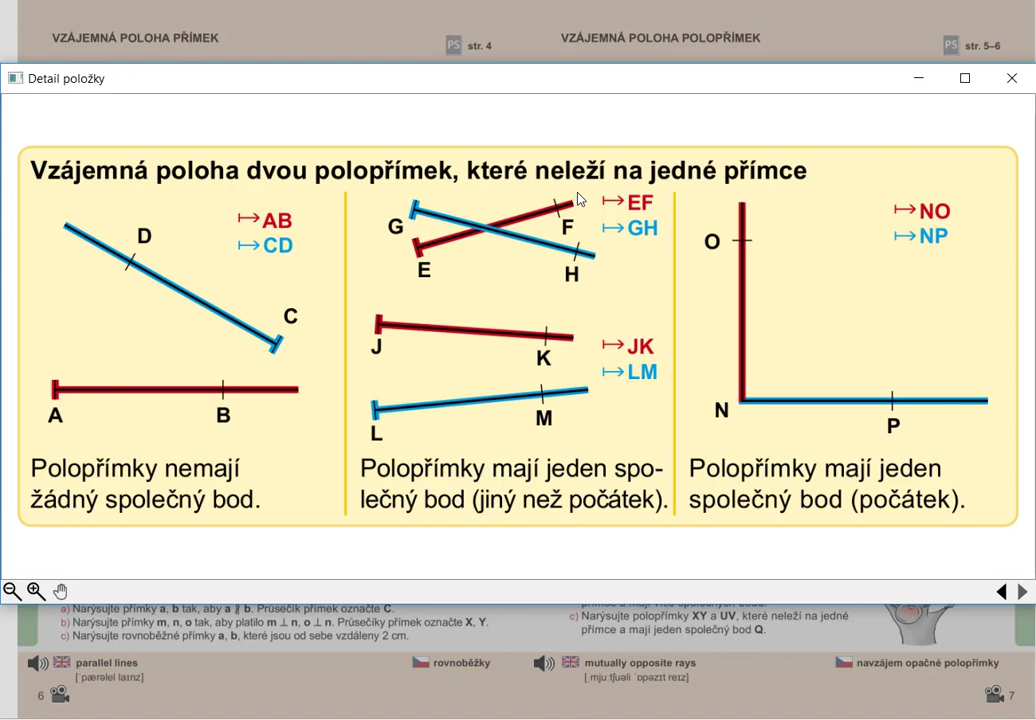 VZÁJEMNÁ POLOHA PŘÍMEK
PS str. 4
VZÁJEMNÁ POLOHA POLOPŘÍMEK
PS str. 5–6
Detail položky
Vzájemná poloha dvou polopřímek, které neleží na jedné přímce
D
↦AB
↦CD
C
A
B
Polopřímky nemají
žádný společný bod.
G
E
F
H
↦EF
↦GH
J
K
↦JK
↦LM
L
M
Polopřímky mají jeden spo-
lečný bod (jiný než počátek).
O
↦NO
↦NP
N
P
Polopřímky mají jeden
společný bod (počátek).
a) Narýsujte přímky a, b tak, aby a ∦ b. Průsečík přímek označte C.
b) Narýsujte přímky m, n, o tak, aby platilo m ⊥ n, o ⊥ n. Průsečíky přímek označte X, Y.
c) Narýsujte rovnoběžné přímky a, b, které jsou od sebe vzdáleny 2 cm.
c) Narýsujte polopřímky XY a UV, které neleží na jedné
přímce a mají jeden společný bod Q.
parallel lines
[ˈpærəlel laɪnz]
rovnoběžky
mutually opposite rays
navzájem opačné polopřímky
6
7